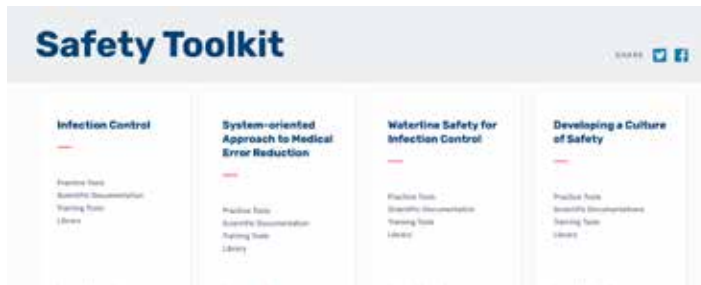 Safety Toolkit
SHARE
Infection Control
Practice Tools
Scientific Documentation
Training Tools
Library
System-oriented
Approach to Medical
Error Reduction
Practice Tools
Scientific Documentation
Training Tools
Library
Waterline Safety for
Infection Control
Practice Tools
Scientific Documentation
Training Tools
Library
Developing a Culture
of Safety
Practice Tools
Scientific Documentations
Training Tools
Library